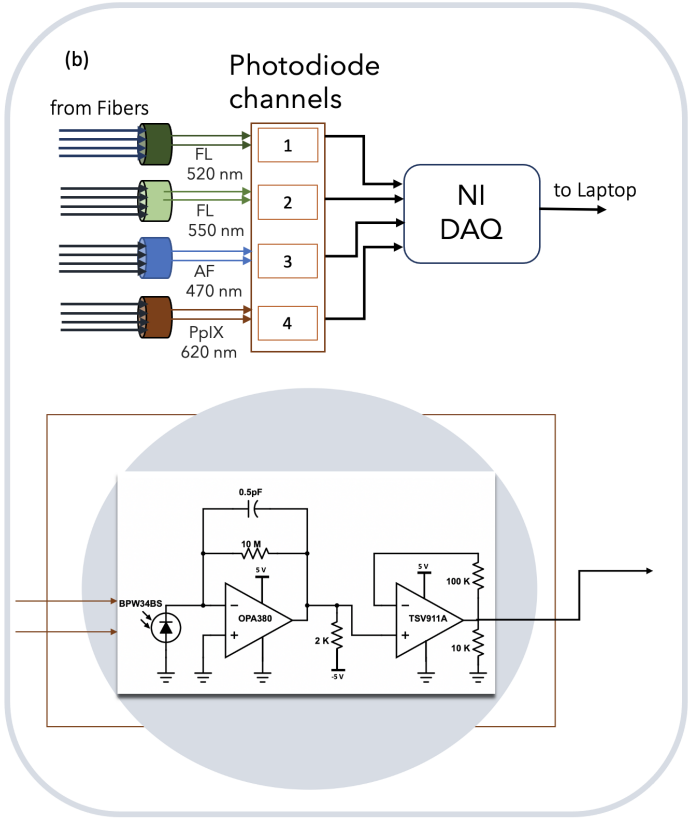 (b)
Photodiode
channels
from Fibers
FL
520 nm
1
FL
550 nm
2
AF
470 nm
3
PpIX
620 nm
4
NI
DAQ
to Laptop
0.5pF
10 M
5 V
BPW34BS
−
OPA380
+
2 K
-5 V
5 V
100 K
−
TSV911A
+
10 K